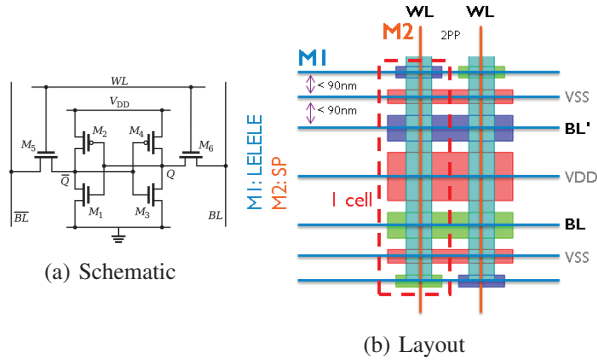 WL
V_DD
M_5
M_2
M_4
M_6
Q̅
Q
M_1
M_3
B̅L̅
BL
(a) Schematic
WL WL
M2
2PP
M1
< 90nm
VSS
< 90nm
BL'
M1: LELELE
M2: SP
VDD
1 cell
BL
VSS
(b) Layout